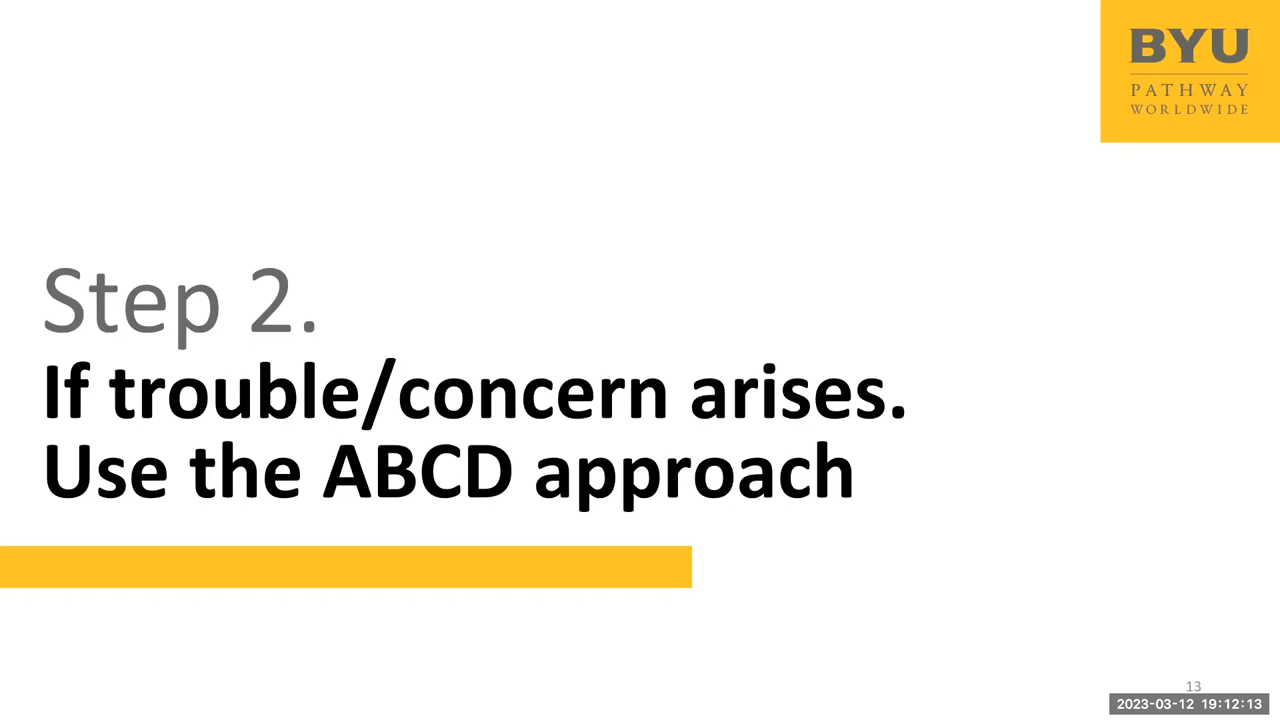 BYU
PATHWAY
WORLDWIDE
Step 2.
If trouble/concern arises.
Use the ABCD approach
13
2023-03-12 19:12:13